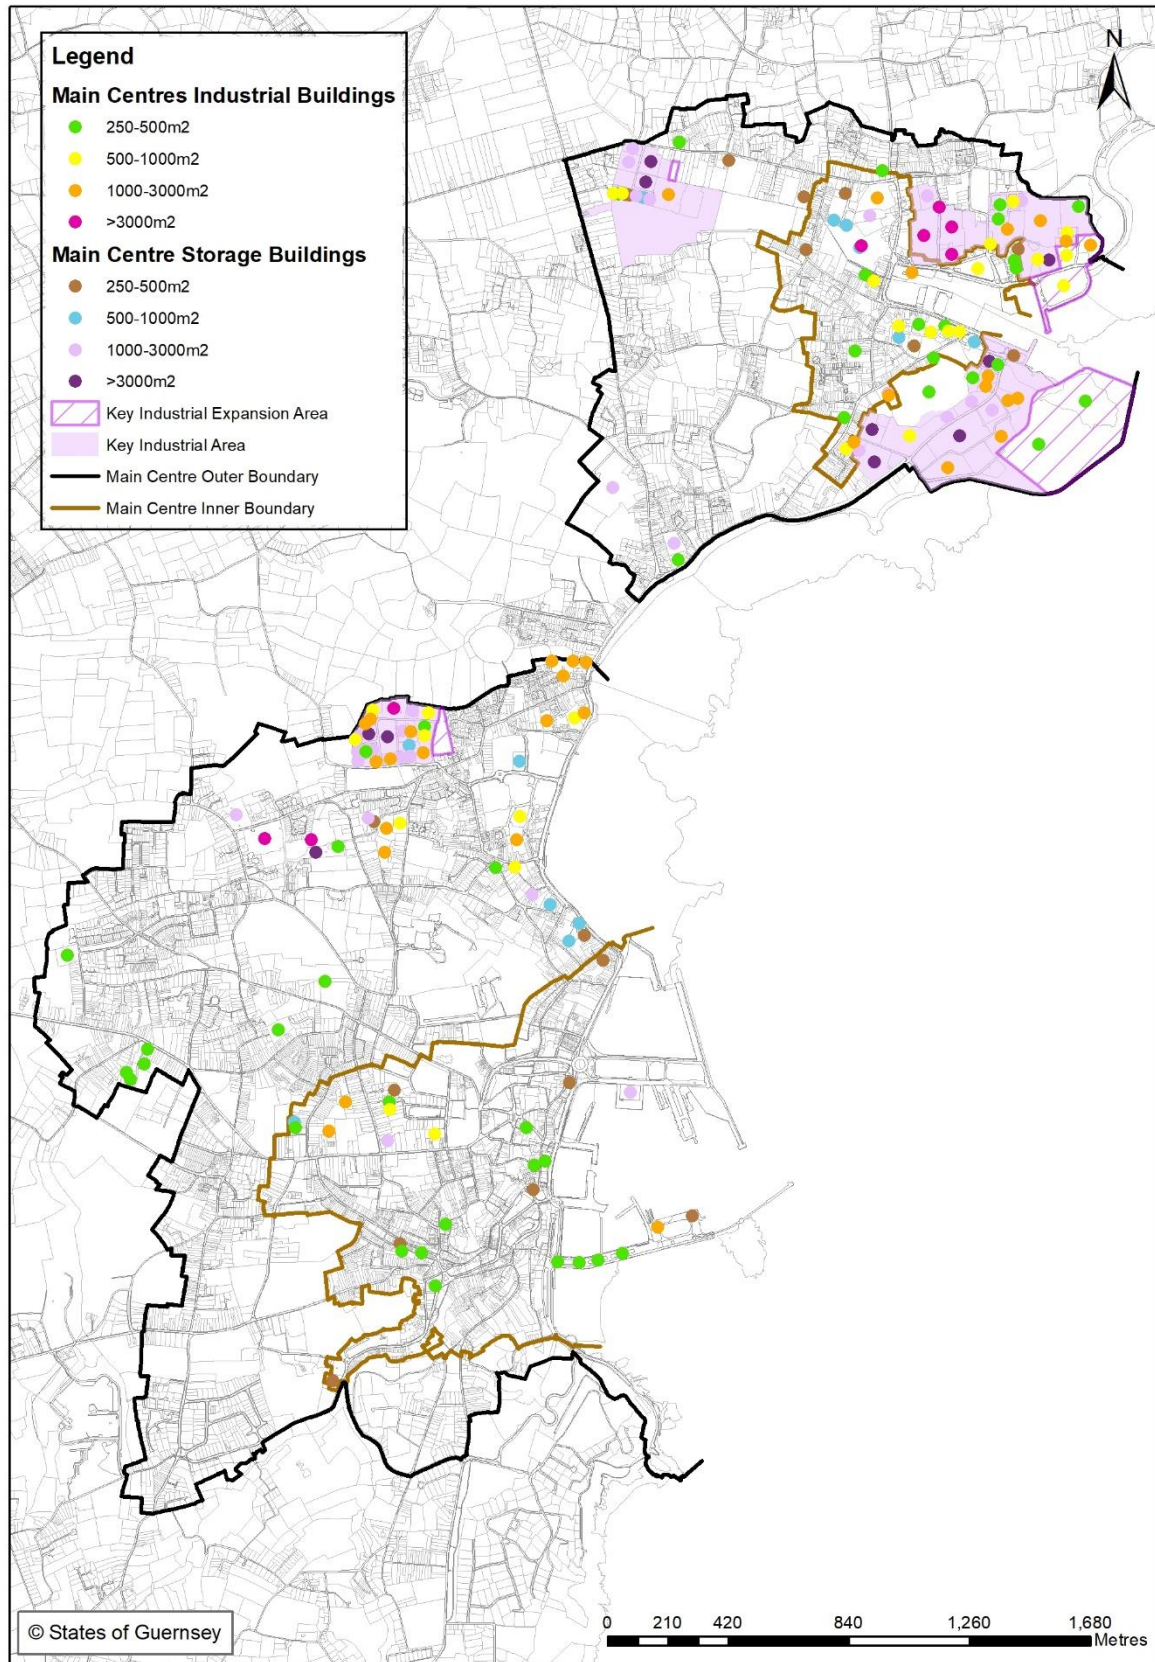 Legend
Main Centres Industrial Buildings
250-500m2
500-1000m2
1000-3000m2
>3000m2
Main Centre Storage Buildings
250-500m2
500-1000m2
1000-3000m2
>3000m2
Key Industrial Expansion Area
Key Industrial Area
Main Centre Outer Boundary
Main Centre Inner Boundary
N
© States of Guernsey
0 210 420 840 1,260 1,680
Metres